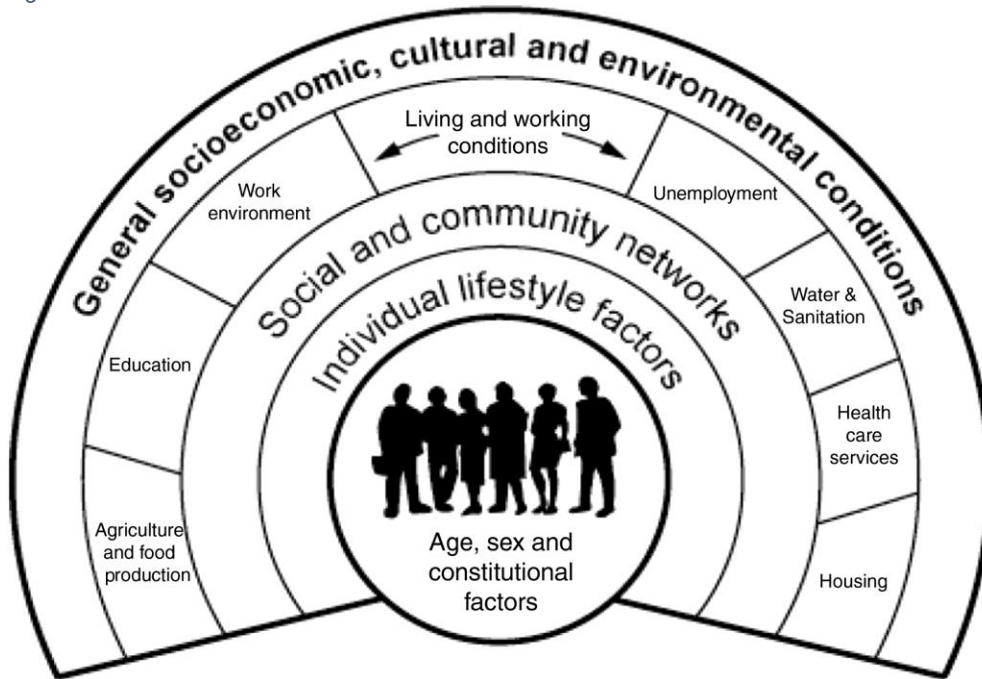 General socioeconomic, cultural and environmental conditions
Living and working
conditions
Work
environment
Unemployment
Social and community networks
Water &
Sanitation
Individual lifestyle factors
Education
Health
care
services
Agriculture
and food
production
Age, sex and
constitutional
factors
Housing